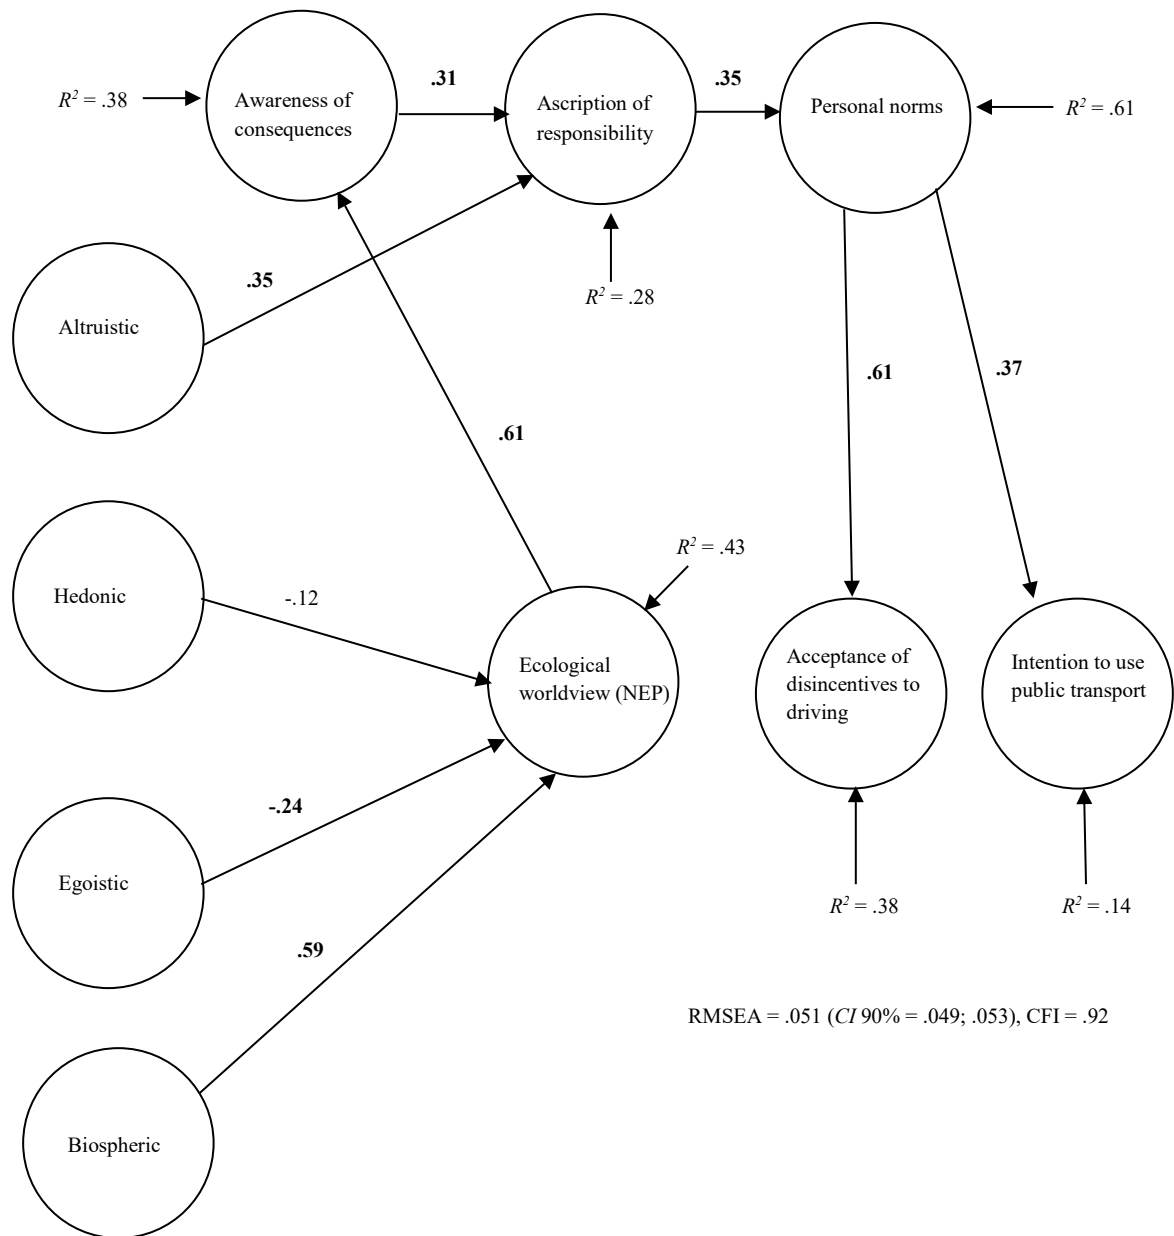 .31
.35
R² = .38
Awareness of
consequences
Ascription of
responsibility
Personal norms
R² = .61
.35
R² = .28
Altruistic
.61
.37
.61
R² = .43
Hedonic
-.12
Ecological
worldview (NEP)
Acceptance of
disincentives to
driving
Intention to use
public transport
-.24
Egoistic
R² = .38
R² = .14
.59
RMSEA = .051 (CI 90% = .049; .053), CFI = .92
Biospheric